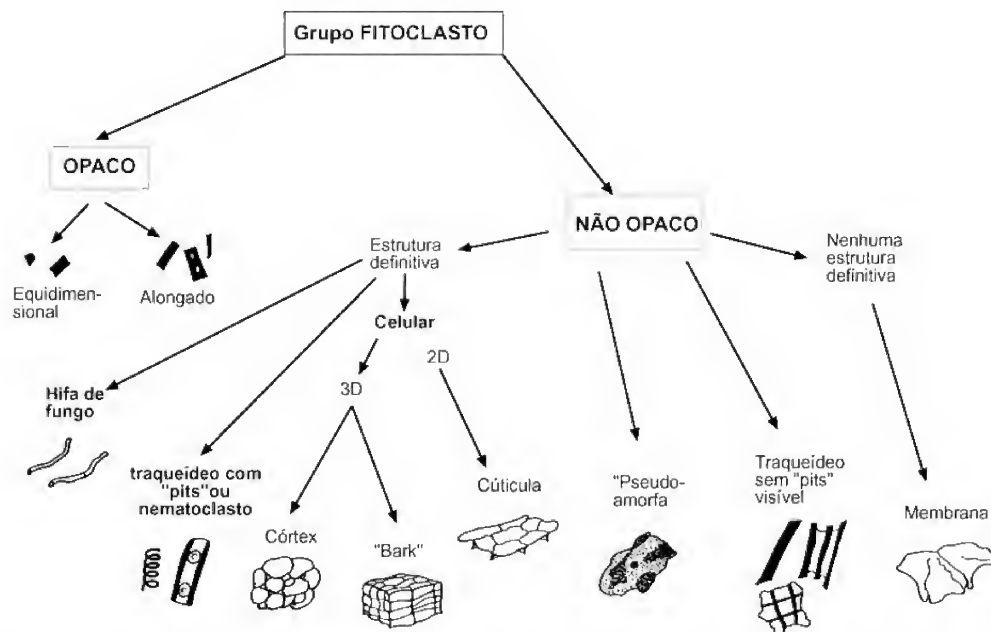 Grupo FITOCLASTO
OPACO
NÃO OPACO
Equidimen-
sional
Alongado
Estrutura
definitiva
Nenhuma
estrutura
definitiva
Celular
2D
3D
Hifa de
fungo
traqueídeo com
"pits"ou
nematoclasto
Córtex
"Bark"
Cúticula
"Pseudo-
amorfa
Traqueídeo
sem "pits"
visível
Membrana